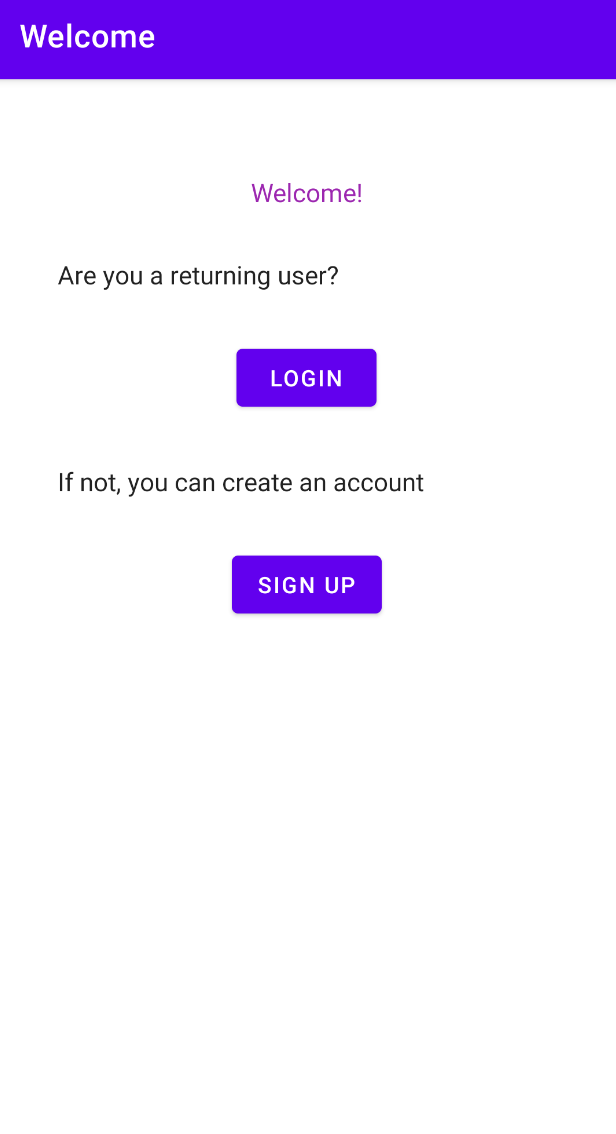 Welcome
Welcome!
Are you a returning user?
LOGIN
If not, you can create an account
SIGN UP